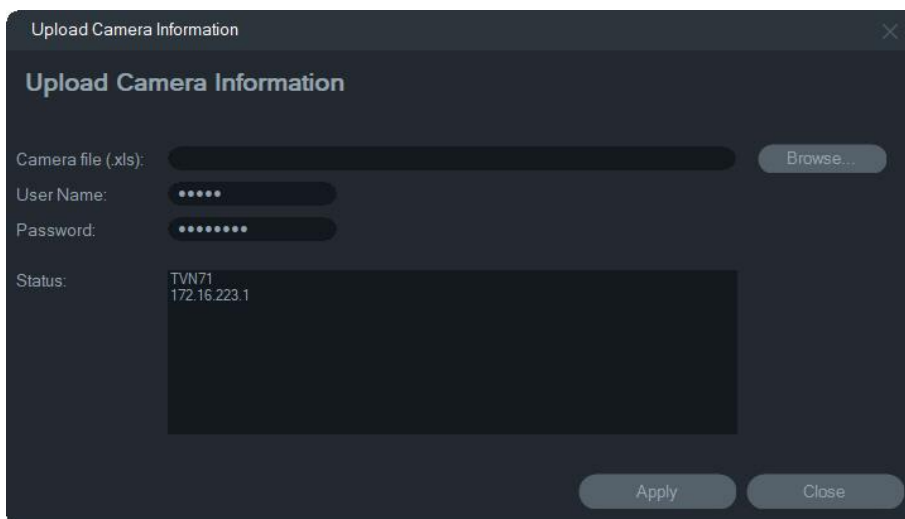 Upload Camera Information
Upload Camera Information
Camera file (.xls):
Browse...
User Name:
•••••
Password:
••••••••
Status:
TVN71
172.16.223.1
Apply
Close